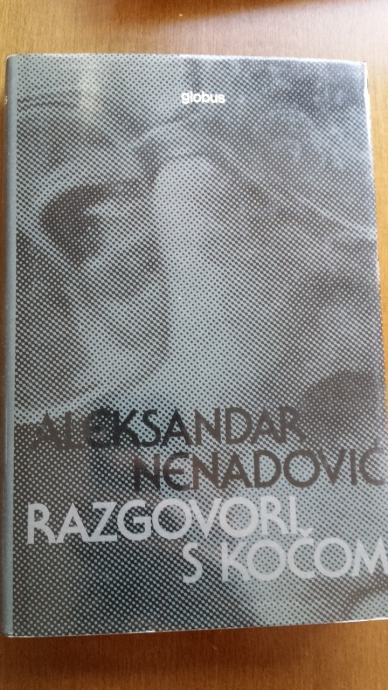 globus
ALEKSANDAR
NENADOVIĆ
RAZGOVORI
S KOČOM